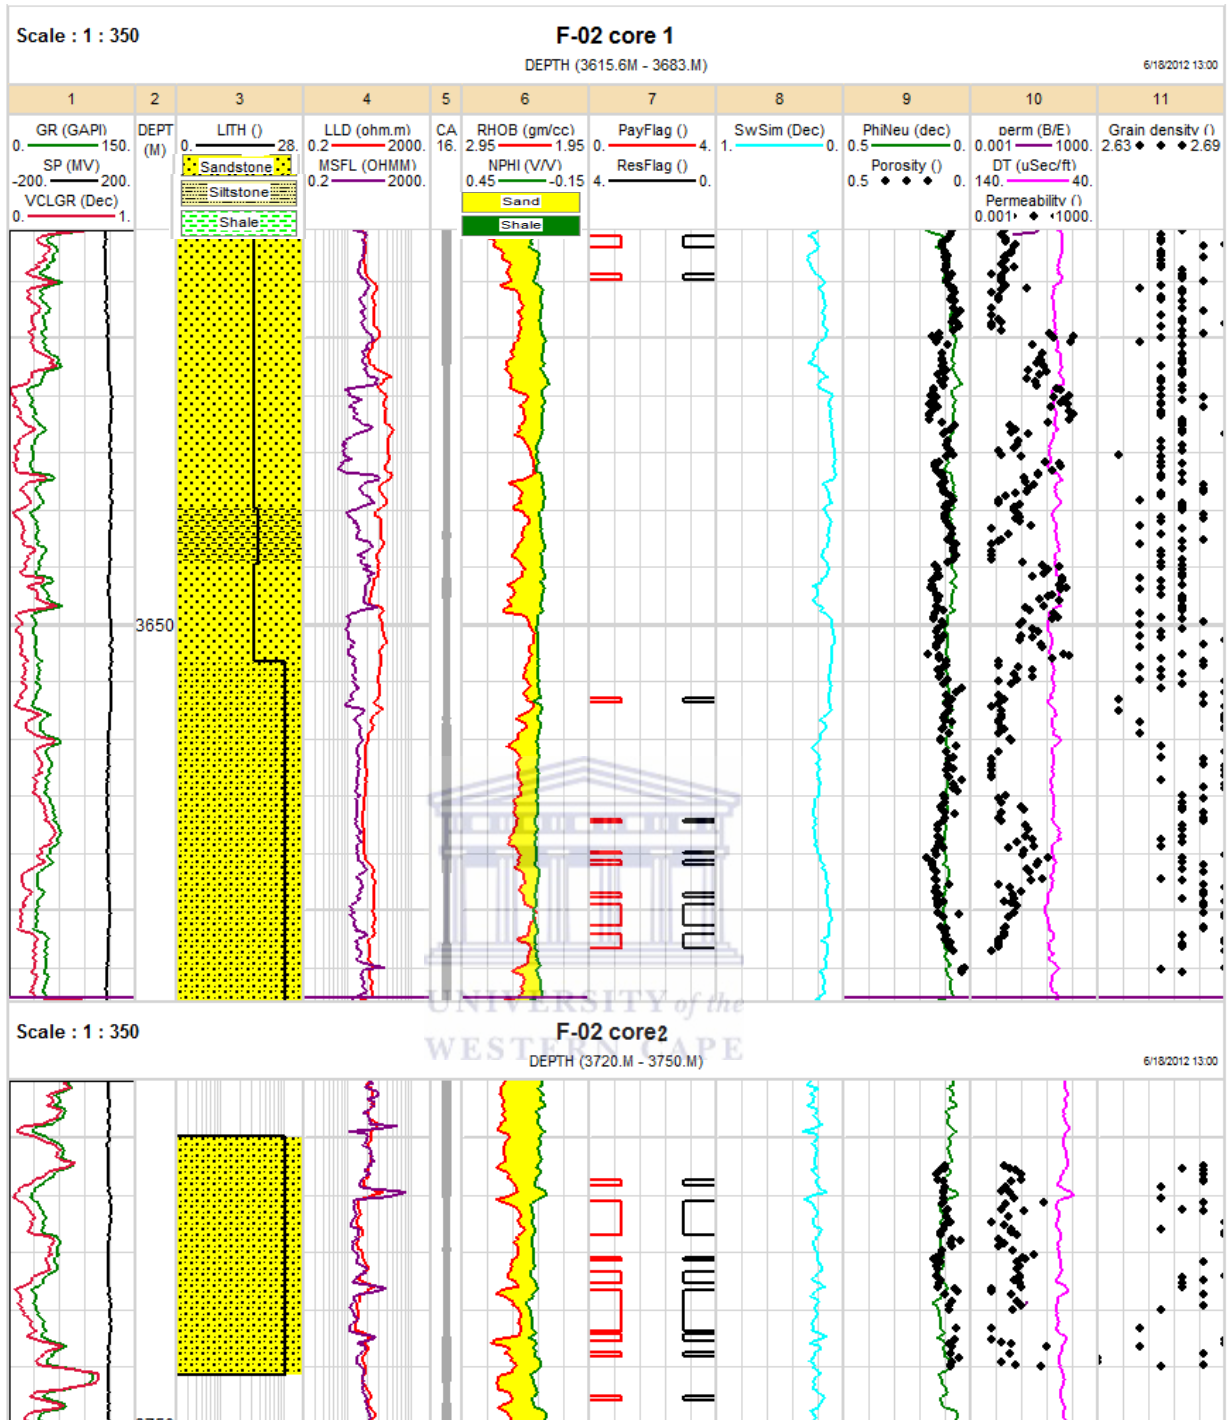 Scale : 1 : 350
F-02 core 1
DEPTH (3615.6M - 3683.M)
6/18/2012 13:00
1 2 3 4 5 6 7 8 9 10 11
GR (GAPI) DEPT LITH () LLD (ohm.m) CA RHOB (gm/cc) PayFlag () SwSim (Dec) PhiNeu (dec) perm (B/E) Grain density ()
0. 150. (M) 0. 28. 0.2 2000. 16. 2.95 1.95 0. 4. 1. 0. 0.5 0. 0.001 1000. 2.63 2.69
SP (MV) Sandstone MSFL (OHMM) NPHI (V/V) ResFlag () Porosity () DT (uSec/ft)
-200. 200. Siltstone 0.2 2000. 0.45 -0.15 4. 0. 0.5 0. 140. 40.
VCLGR (Dec) Sand Permeability ()
0. 1. Shale Shale 0.001 1000.
3650
UNIVERSITY of the
WESTERN CAPE
Scale : 1 : 350
F-02 core2
DEPTH (3720.M - 3750.M)
6/18/2012 13:00